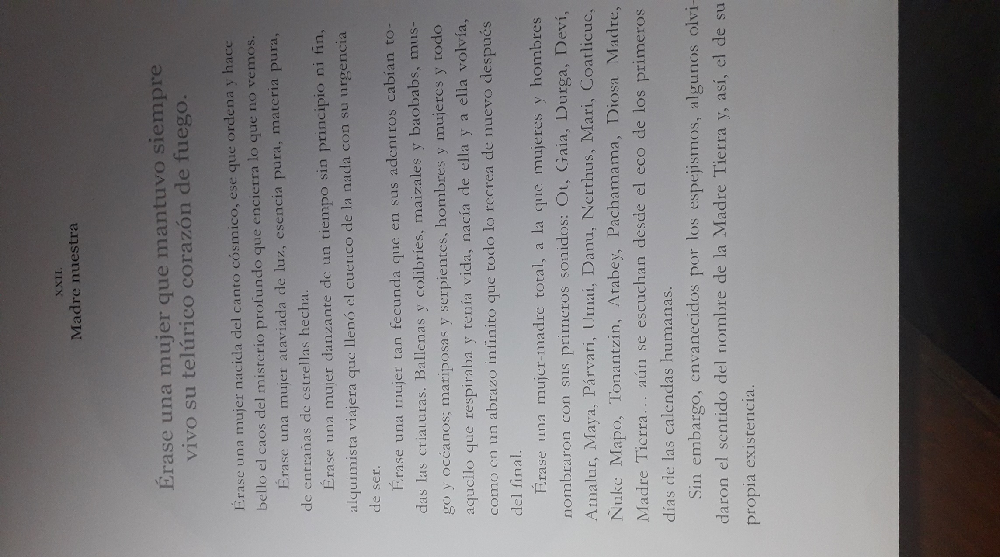 XXII.
Madre nuestra
Érase una mujer que mantuvo siempre
vivo su telúrico corazón de fuego.
Érase una mujer nacida del canto cósmico, ese que ordena y hace
bello el caos del misterio profundo que encierra lo que no vemos.
Érase una mujer ataviada de luz, esencia pura, materia pura,
de entrañas de estrellas hecha.
Érase una mujer danzante de un tiempo sin principio ni fin,
alquimista viajera que llenó el cuenco de la nada con su urgencia
de ser.
Érase una mujer tan fecunda que en sus adentros cabían to-
das las criaturas. Ballenas y colibríes, maizales y baobabs, mus-
go y océanos; mariposas y serpientes, hombres y mujeres y todo
aquello que respiraba y tenía vida, nacía de ella y a ella volvía,
como en un abrazo infinito que todo lo recrea de nuevo después
del final.
Érase una mujer-madre total, a la que mujeres y hombres
nombraron con sus primeros sonidos: Ot, Gaia, Durga, Deví,
Amalur, Maya, Párvati, Umai, Danu, Nerthus, Mari, Coatlicue,
Ñuke Mapo, Tonantzin, Atabey, Pachamama, Diosa Madre,
Madre Tierra… aún se escuchan desde el eco de los primeros
días de las calendas humanas.
Sin embargo, envanecidos por los espejismos, algunos olvi-
daron el sentido del nombre de la Madre Tierra y, así, el de su
propia existencia.